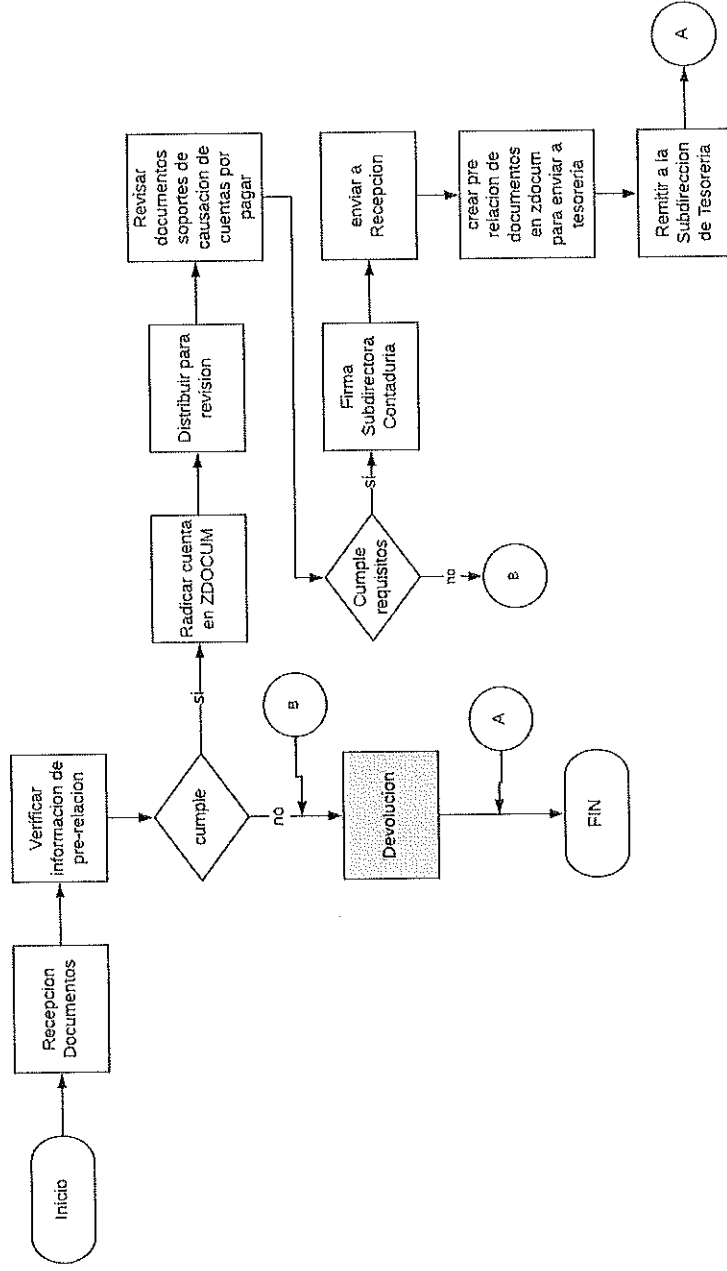 Inicio
Recepcion
Documentos
Verificar
informacion de
pre-relacion
cumple
si
Radicar cuenta
en ZDOCUM
Distribuir para
revision
Revisar
documentos
soportes de
causacion de
cuentas por
pagar
no
B
Devolucion
A
FIN
Cumple
requisitos
si
Firma
Subdirectora
Contaduria
enviar a
Recepcion
no
B
crear pre
relacion de
documentos
en zdocum
para enviar a
tesoreria
Remitir a la
Subdireccion
de Tesoreria
A